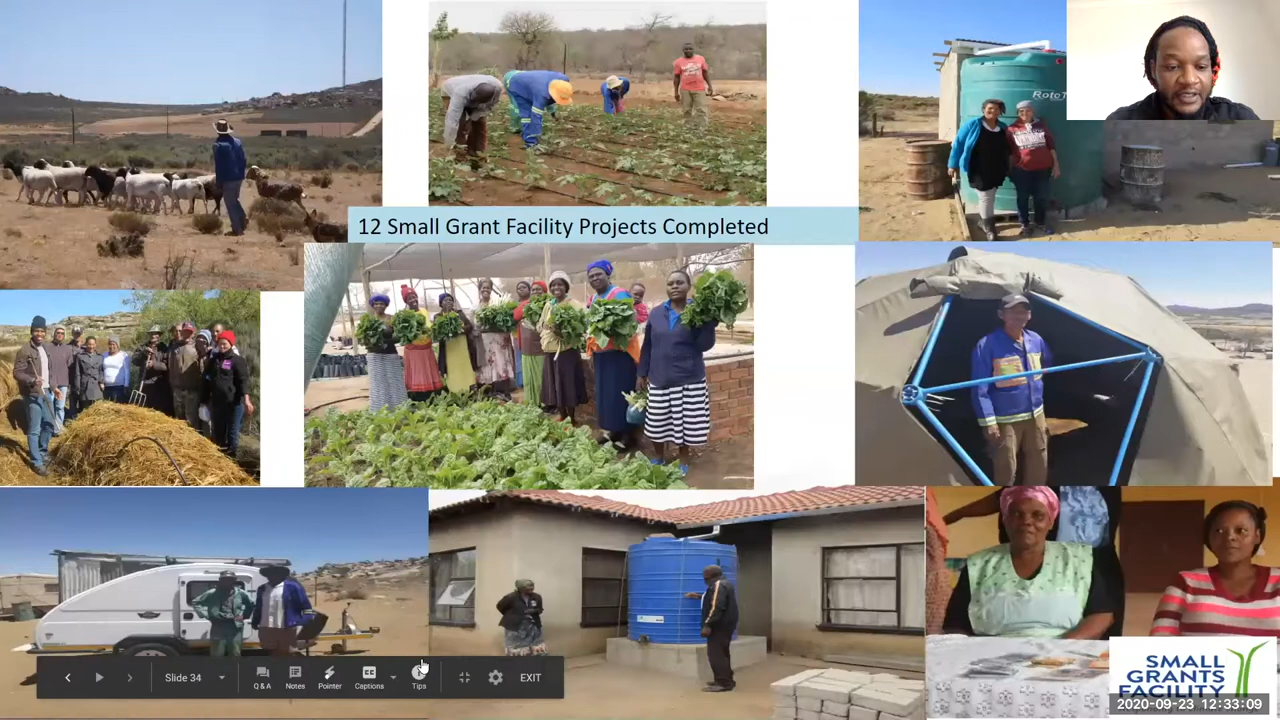 RotoT
12 Small Grant Facility Projects Completed
Slide 34
Q & A
Notes
Pointer
Captions
Tips
EXIT
SMALL
GRANTS
FACILITY
2020-09-23 12:33:09